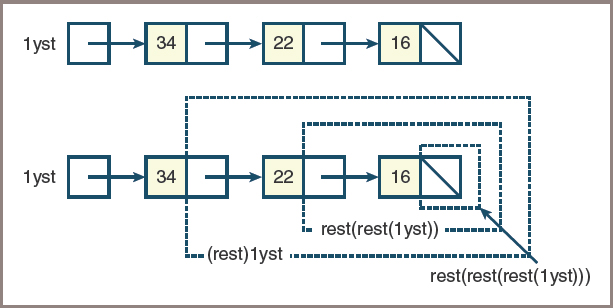 1yst 34 22 16
1yst 34 22 16
rest(rest(1yst))
(rest)1yst
rest(rest(rest(1yst)))